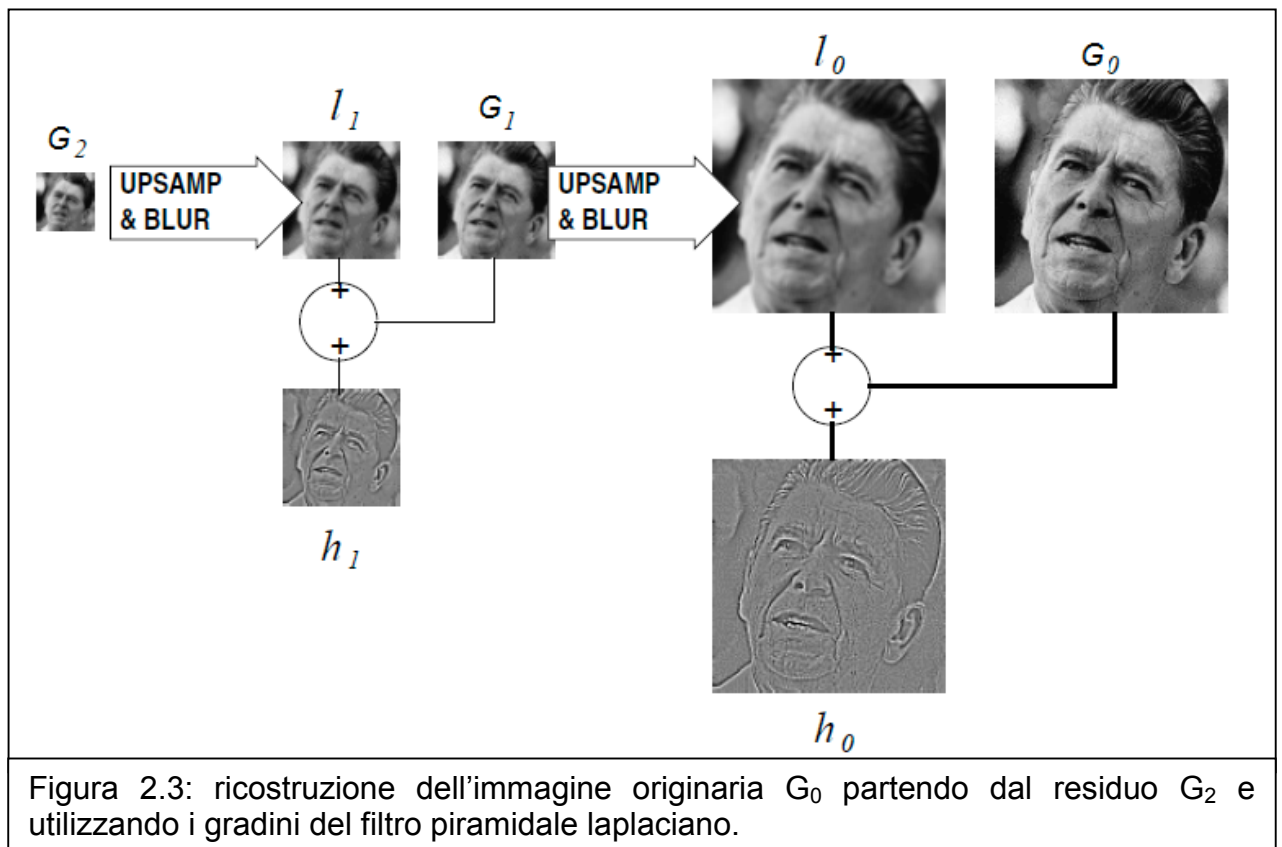 G2
UPSAMP
& BLUR
l1
G1
UPSAMP
& BLUR
l0
G0
+
+
h1
+
+
h0
Figura 2.3: ricostruzione dell’immagine originaria G0 partendo dal residuo G2 e
utilizzando i gradini del filtro piramidale laplaciano.